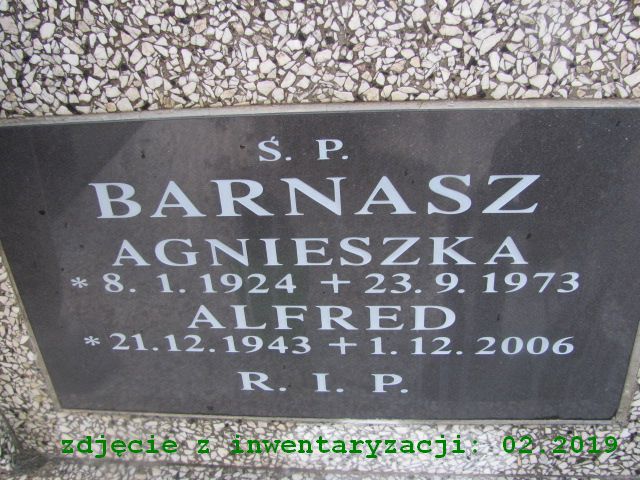 Ś. P.
BARNASZ
AGNIESZKA
* 8. 1. 1924 + 23. 9. 1973
ALFRED
* 21. 12. 1943 + 1. 12. 2006
R. I. P.
zdjęcie z inwentaryzacji: 02.2019